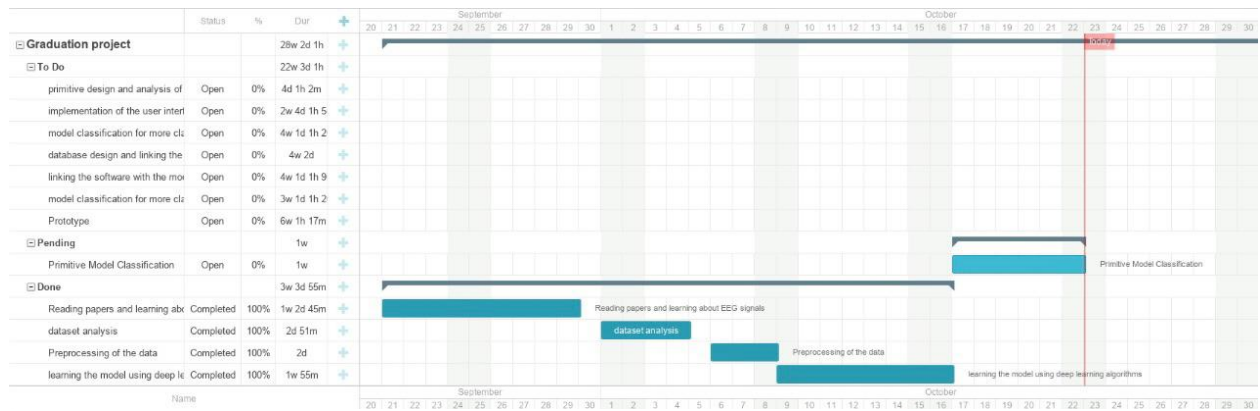 September October
Status % Dur
20 21 22 23 24 25 26 27 28 29 30 1 2 3 4 5 6 7 8 9 10 11 12 13 14 15 16 17 18 19 20 21 22 23 24 25 26 27 28 29 30
Graduation project 28w 2d 1h today
To Do 22w 3d 1h
primitive design and analysis of Open 0% 4d 1h 2m
implementation of the user interf Open 0% 2w 4d 1h 5
model classification for more cla Open 0% 4w 1d 1h 2
database design and linking the Open 0% 4w 2d
linking the software with the mo Open 0% 4w 1d 1h 9
model classification for more cla Open 0% 3w 1d 1h 2
Prototype Open 0% 6w 1h 17m
Pending 1w
Primitive Model Classification Open 0% 1w Primitive Model Classification
Done 3w 3d 55m
Reading papers and learning abo Completed 100% 1w 2d 45m Reading papers and learning about EEG signals
dataset analysis Completed 100% 2d 51m dataset analysis
Preprocessing of the data Completed 100% 2d Preprocessing of the data
learning the model using deep le Completed 100% 1w 55m learning the model using deep learning algorithms
September October
Name
20 21 22 23 24 25 26 27 28 29 30 1 2 3 4 5 6 7 8 9 10 11 12 13 14 15 16 17 18 19 20 21 22 23 24 25 26 27 28 29 30